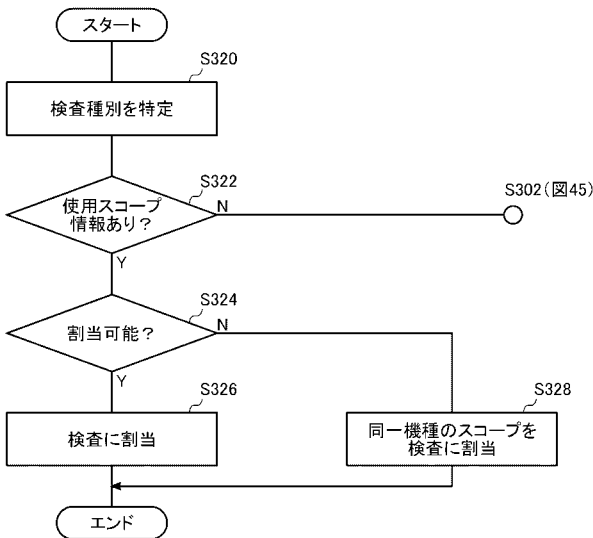 スタート
S320
検査種別を特定
S322
使用スコープ
情報あり？
N
S302(図45)
Y
S324
割当可能？
N
Y
S326
検査に割当
S328
同一機種のスコープを
検査に割当
エンド